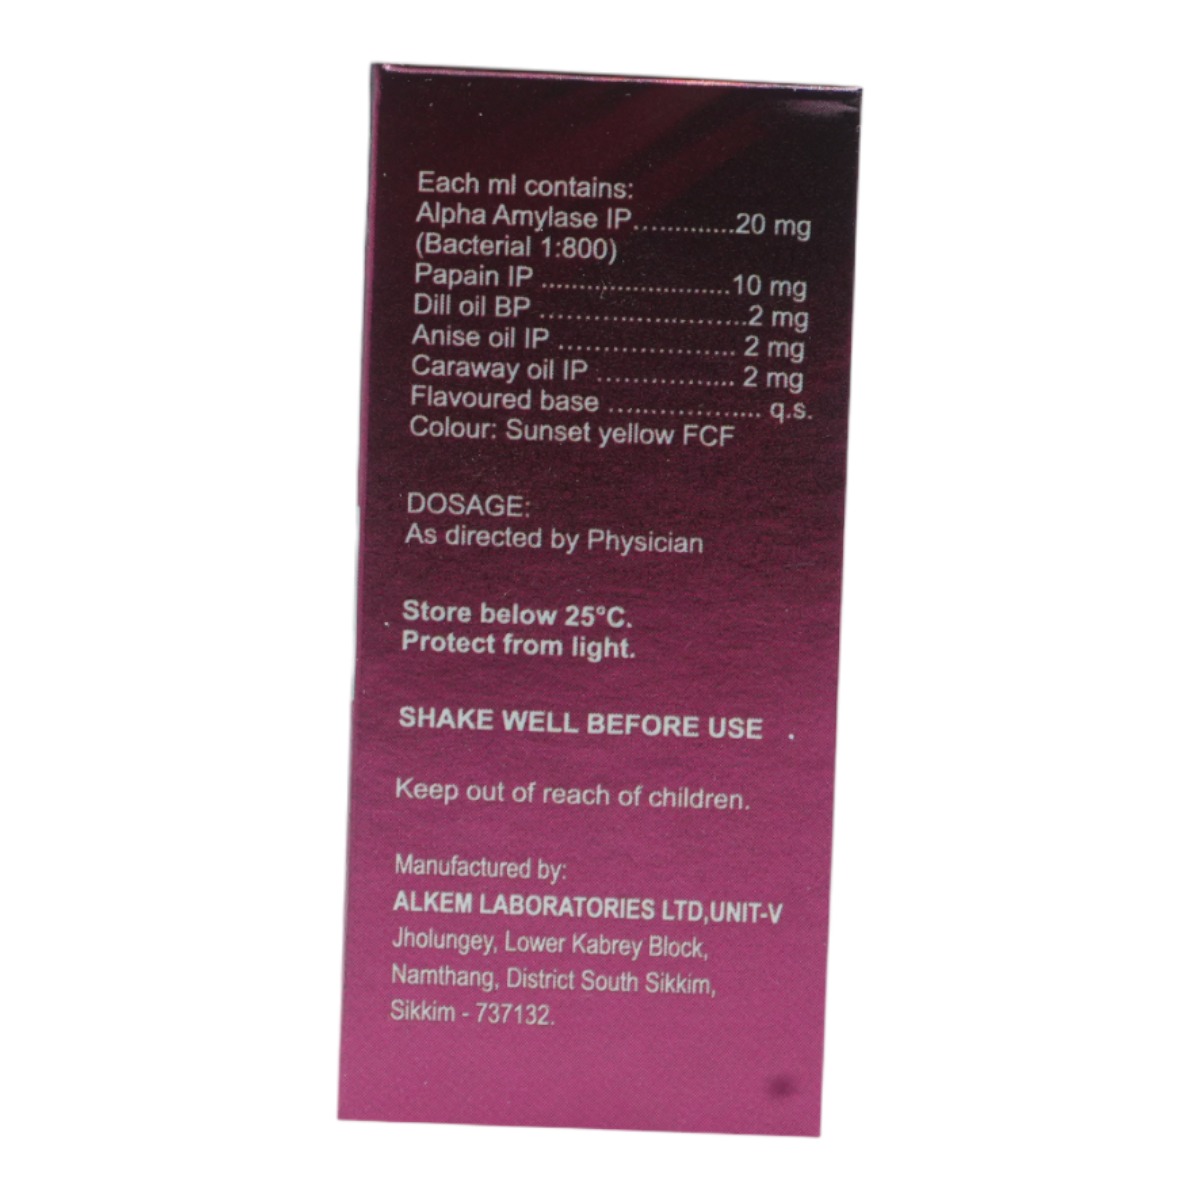 Each ml contains:
Alpha Amylase IP.............20 mg
(Bacterial 1:800)
Papain IP .........................10 mg
Dill oil BP ...........................2 mg
Anise oil IP ....................... 2 mg
Caraway oil IP .................. 2 mg
Flavoured base .................... q.s.
Colour: Sunset yellow FCF
DOSAGE:
As directed by Physician
Store below 25°C.
Protect from light.
SHAKE WELL BEFORE USE .
Keep out of reach of children.
Manufactured by:
ALKEM LABORATORIES LTD,UNIT-V
Jholungey, Lower Kabrey Block,
Namthang, District South Sikkim,
Sikkim - 737132.